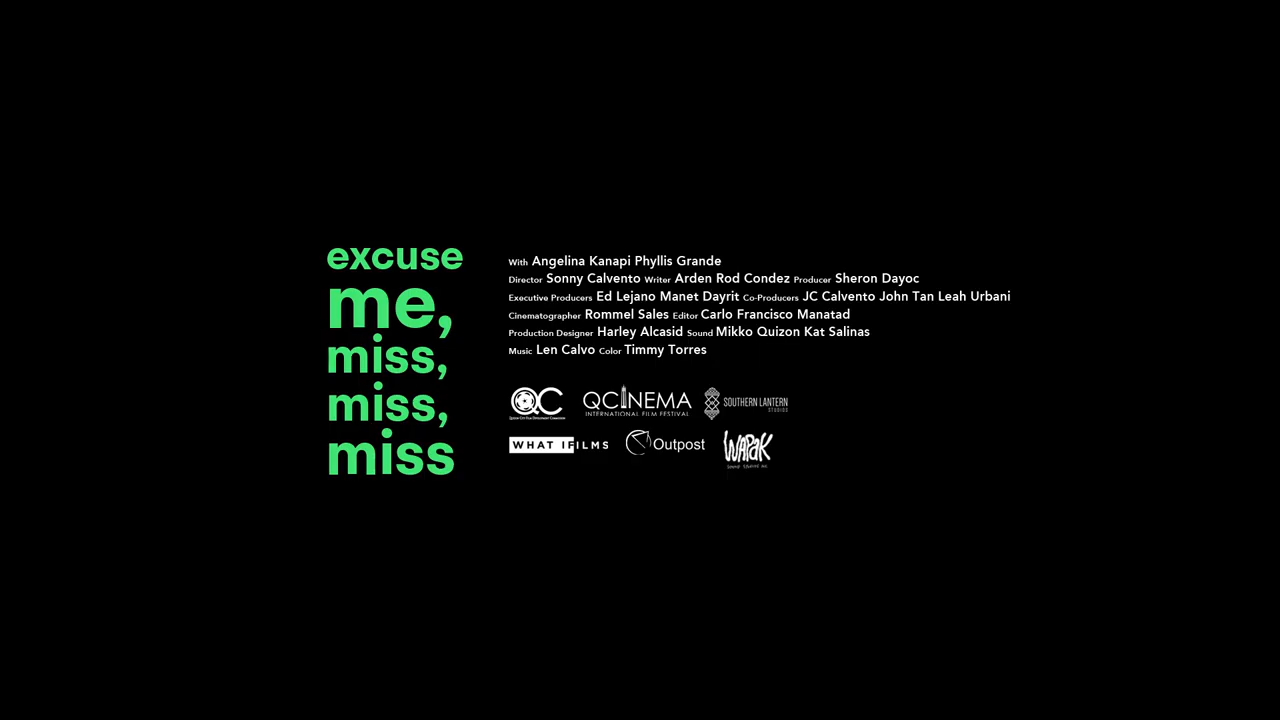 excuse
me,
miss,
miss,
miss
With Angelina Kanapi Phyllis Grande
Director Sonny Calvento Writer Arden Rod Condez Producer Sheron Dayoc
Executive Producers Ed Lejano Manet Dayrit Co-Producers JC Calvento John Tan Leah Urbani
Cinematographer Rommel Sales Editor Carlo Francisco Manatad
Production Designer Harley Alcasid Sound Mikko Quizon Kat Salinas
Music Len Calvo Color Timmy Torres
QC
QCINEMA
INTERNATIONAL FILM FESTIVAL
SOUTHERN LANTERN
STUDIOS
WHAT IFILMS
Outpost
WAPAK